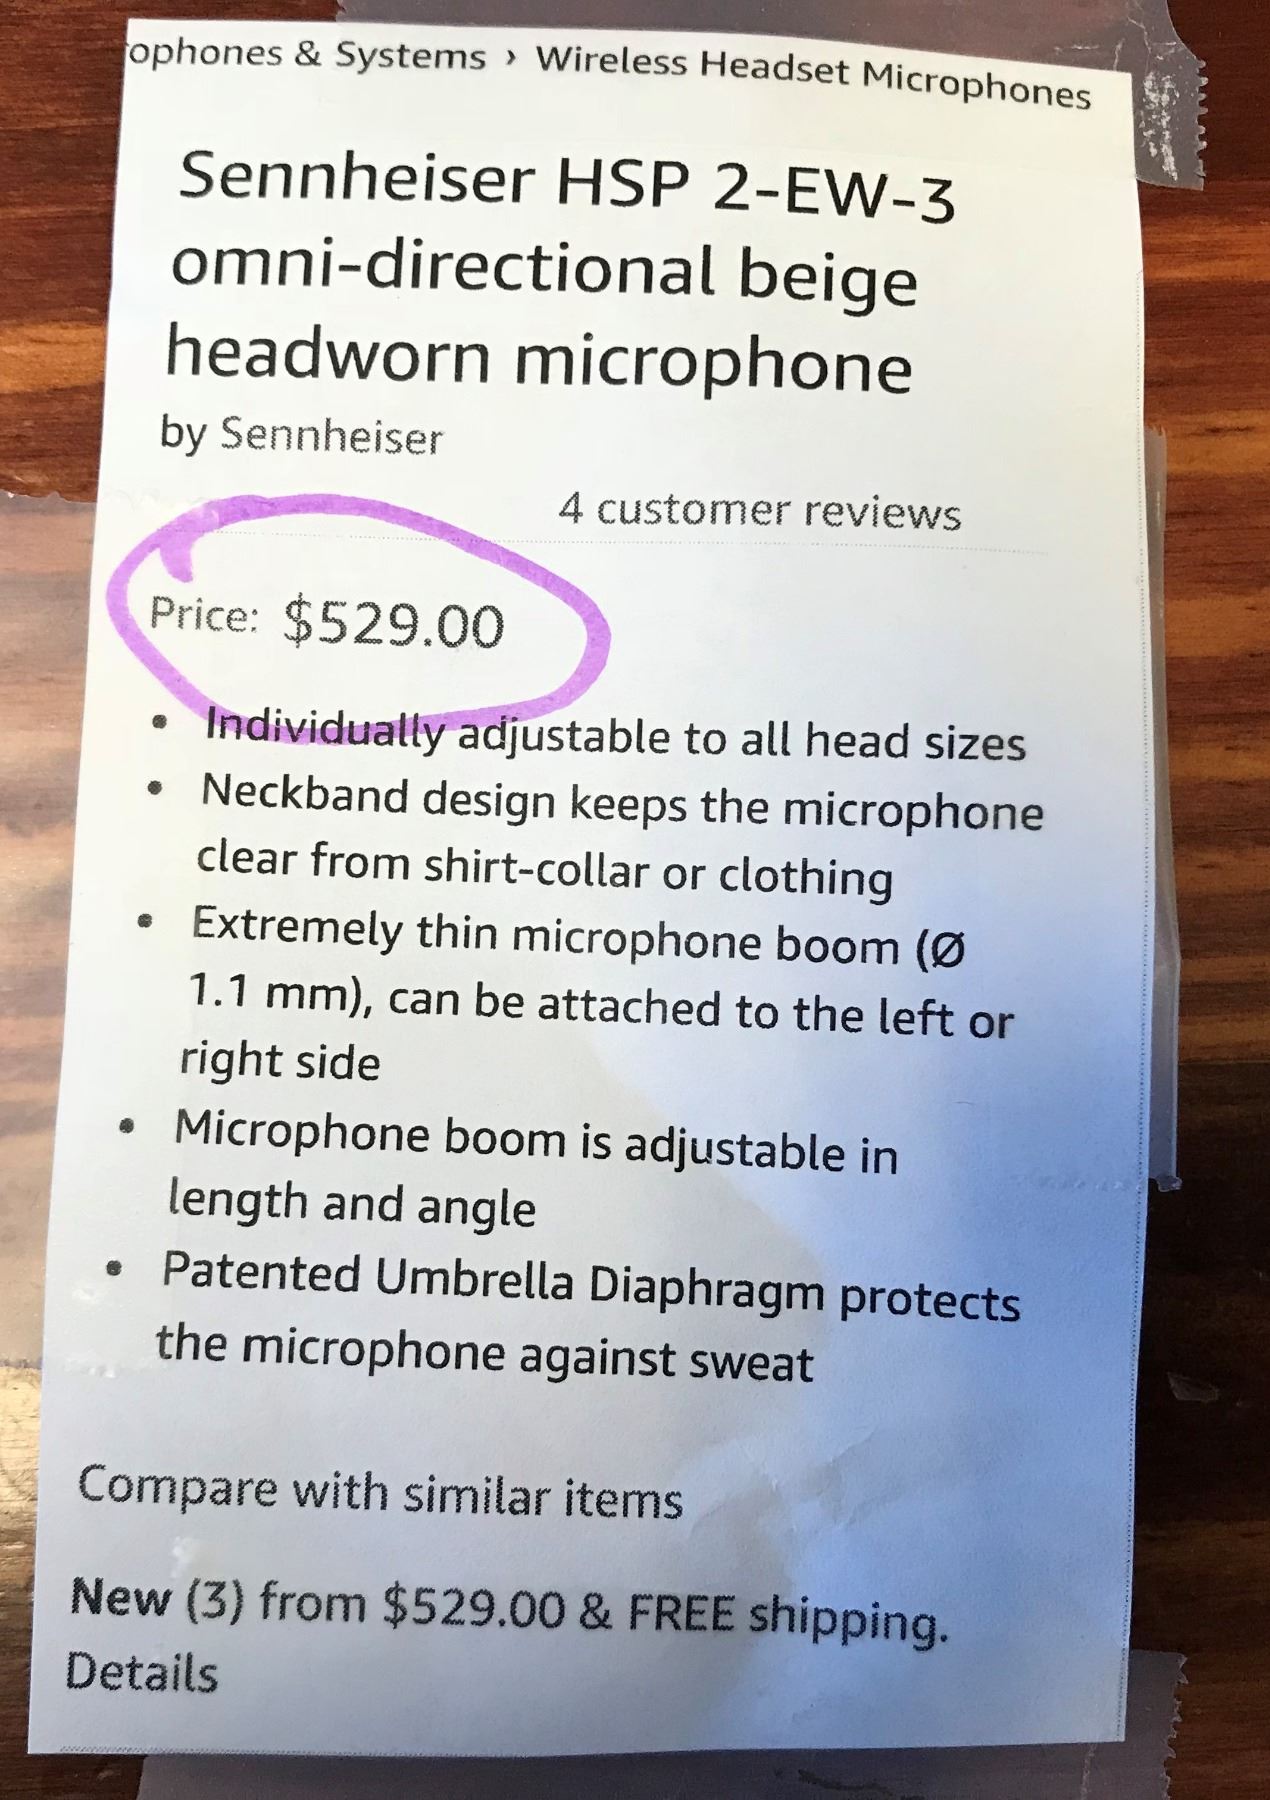 ophones & Systems › Wireless Headset Microphones
Sennheiser HSP 2-EW-3
omni-directional beige
headworn microphone
by Sennheiser
4 customer reviews
Price: $529.00
• Individually adjustable to all head sizes
• Neckband design keeps the microphone
clear from shirt-collar or clothing
• Extremely thin microphone boom (Ø
1.1 mm), can be attached to the left or
right side
• Microphone boom is adjustable in
length and angle
• Patented Umbrella Diaphragm protects
the microphone against sweat
Compare with similar items
New (3) from $529.00 & FREE shipping.
Details